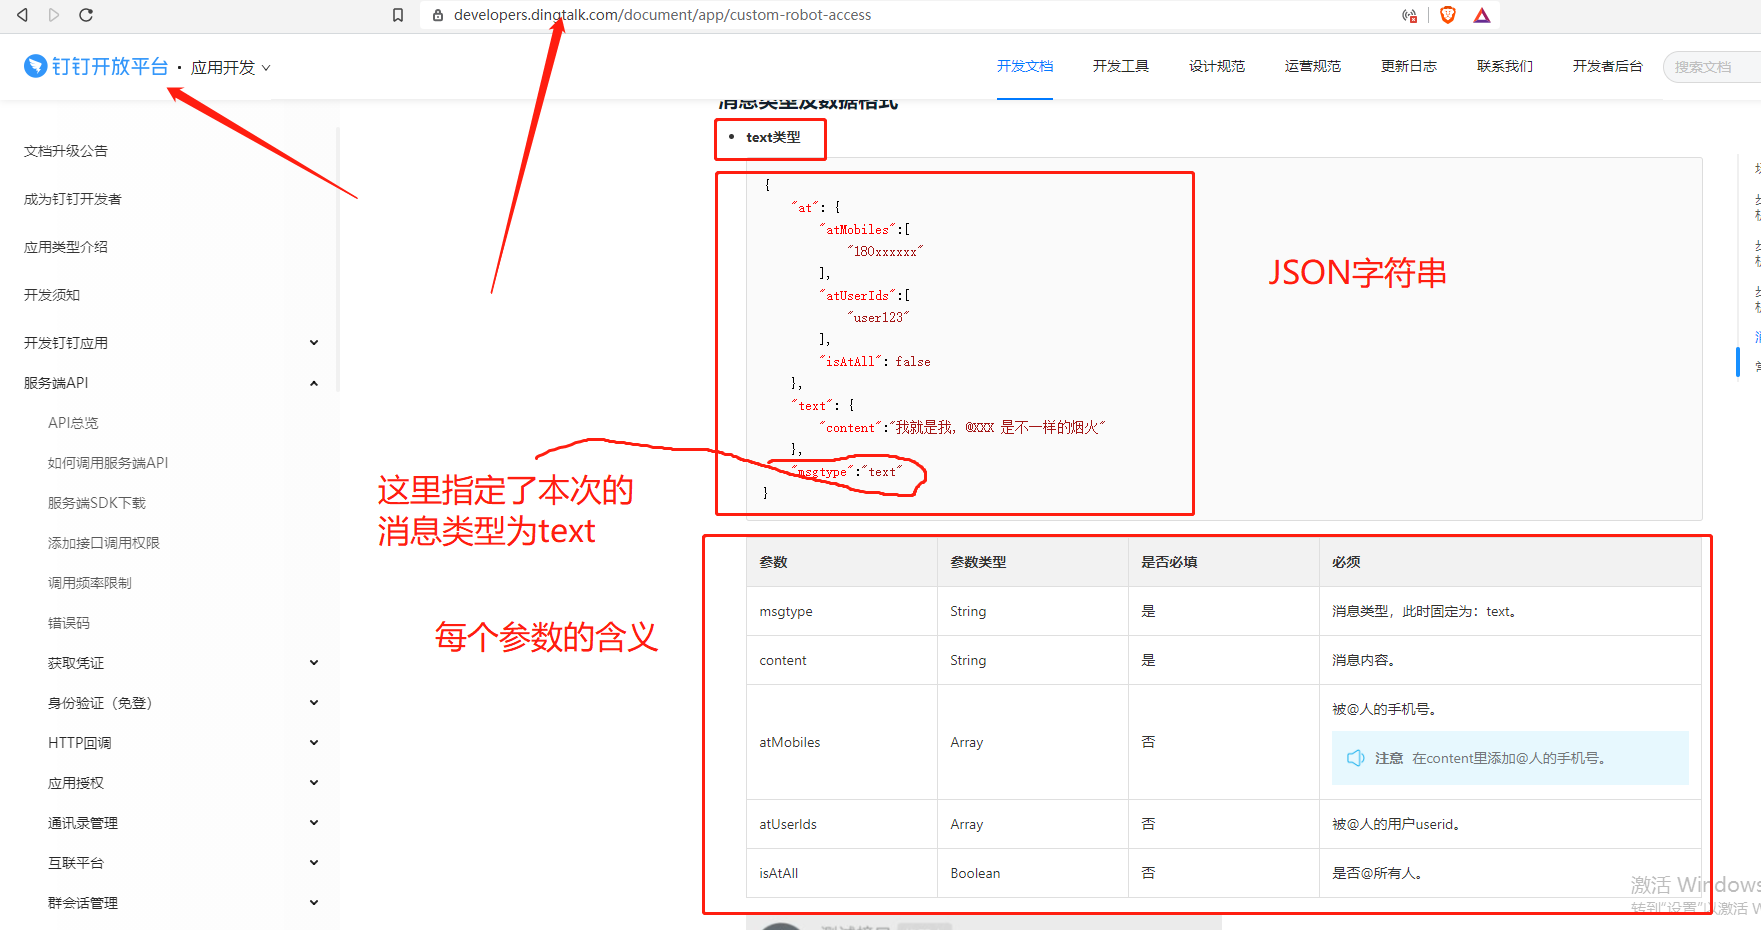 developers.dingtalk.com/document/app/custom-robot-access
钉钉开放平台 · 应用开发
开发文档 开发工具 设计规范 运营规范 更新日志 联系我们 开发者后台 搜索文档
消息类型及数据格式
文档升级公告
成为钉钉开发者
应用类型介绍
开发须知
开发钉钉应用
服务端API
API总览
如何调用服务端API
服务端SDK下载
添加接口调用权限
调用频率限制
错误码
获取凭证
身份验证（免登）
HTTP回调
应用授权
通讯录管理
互联平台
群会话管理
• text类型
{
"at": {
"atMobiles":[
"180xxxxxx"
],
"atUserIds":[
"user123"
],
"isAtAll": false
},
"text": {
"content":"我就是我, @XXX 是不一样的烟火"
},
"msgtype":"text"
}
JSON字符串
这里指定了本次的
消息类型为text
每个参数的含义
参数 参数类型 是否必填 必须
msgtype String 是 消息类型，此时固定为：text。
content String 是 消息内容。
atMobiles Array 否 被@人的手机号。
注意 在content里添加@人的手机号。
atUserIds Array 否 被@人的用户userid。
isAtAll Boolean 否 是否@所有人。
激活 Windows
转到"设置"以激活 W